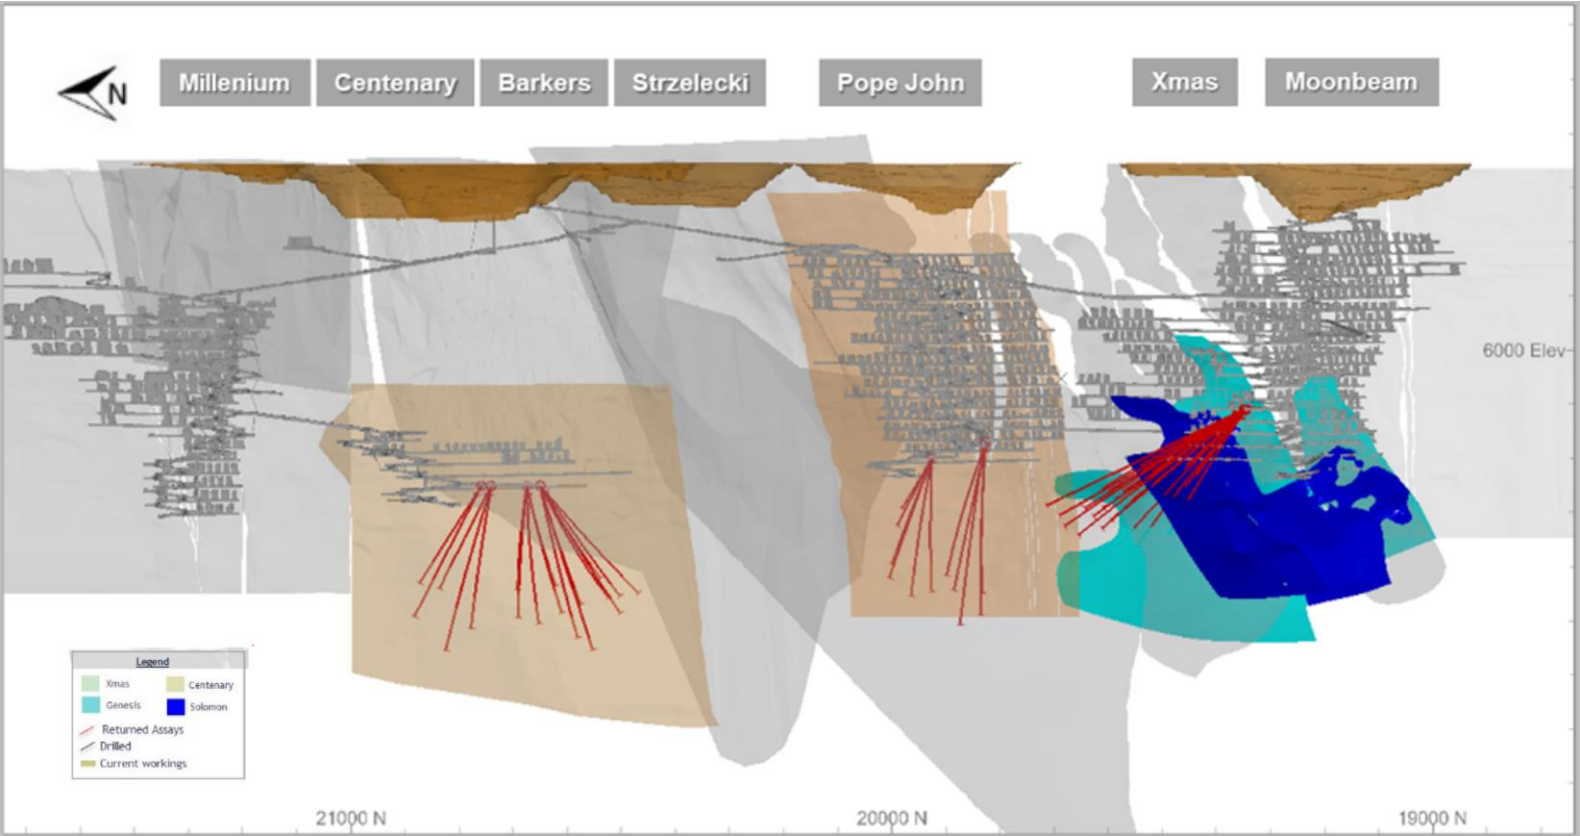 N
Millenium
Centenary
Barkers
Strzelecki
Pope John
Xmas
Moonbeam
6000 Elev
Legend
Xmas
Centenary
Genesis
Solomon
Returned Assays
Drilled
Current workings
21000 N
20000 N
19000 N